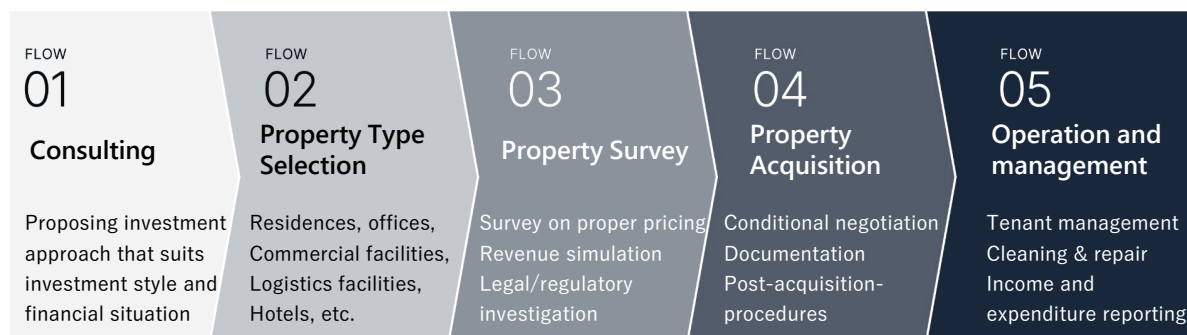 FLOW
01
Consulting
Proposing investment
approach that suits
investment style and
financial situation
FLOW
02
Property Type
Selection
Residences, offices,
Commercial facilities,
Logistics facilities,
Hotels, etc.
FLOW
03
Property Survey
Survey on proper pricing
Revenue simulation
Legal/regulatory
investigation
FLOW
04
Property
Acquisition
Conditional negotiation
Documentation
Post-acquisition-
procedures
FLOW
05
Operation and
management
Tenant management
Cleaning & repair
Income and
expenditure reporting